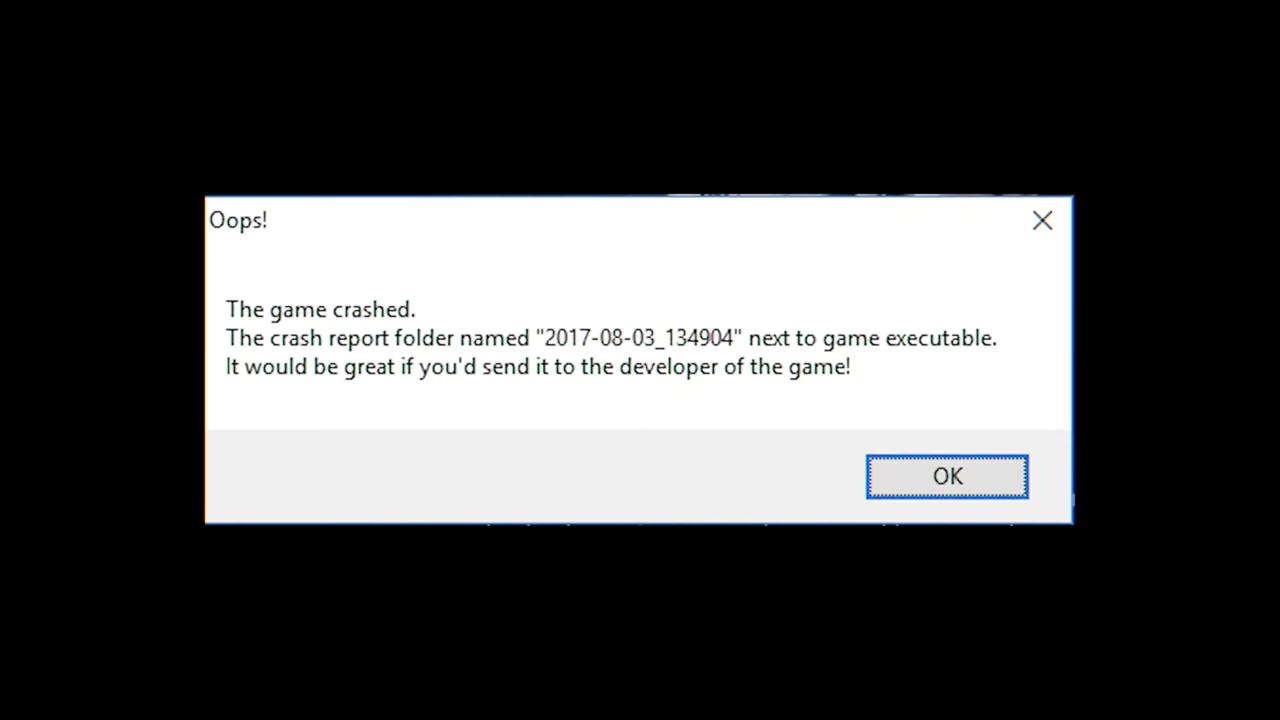 Oops!
The game crashed.
The crash report folder named "2017-08-03_134904" next to game executable.
It would be great if you'd send it to the developer of the game!
OK